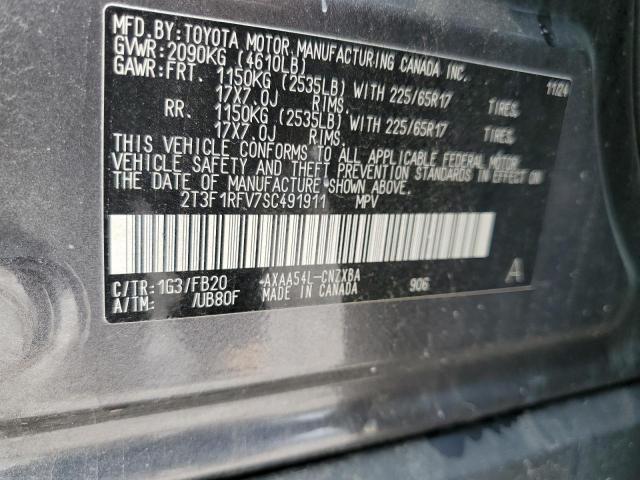 MFD.BY: TOYOTA MOTOR MANUFACTURING CANADA INC.
GVWR: 2090KG (4610LB) 11/24
GAWR: FRT. 1150KG (2535LB) WITH 225/65R17 TIRES,
17X7.0J RIMS.
RR. 1150KG (2535LB) WITH 225/65R17 TIRES,
17X7.0J RIMS.
THIS VEHICLE CONFORMS TO ALL APPLICABLE FEDERAL MOTOR
VEHICLE SAFETY AND THEFT PREVENTION STANDARDS IN EFFECT ON
THE DATE OF MANUFACTURE SHOWN ABOVE.
2T3F1RFV7SC491911 MPV
C/TR: 1G3/FB20 AXAA54L-CNZXBA A
A/TM: /UB80F MADE IN CANADA 906